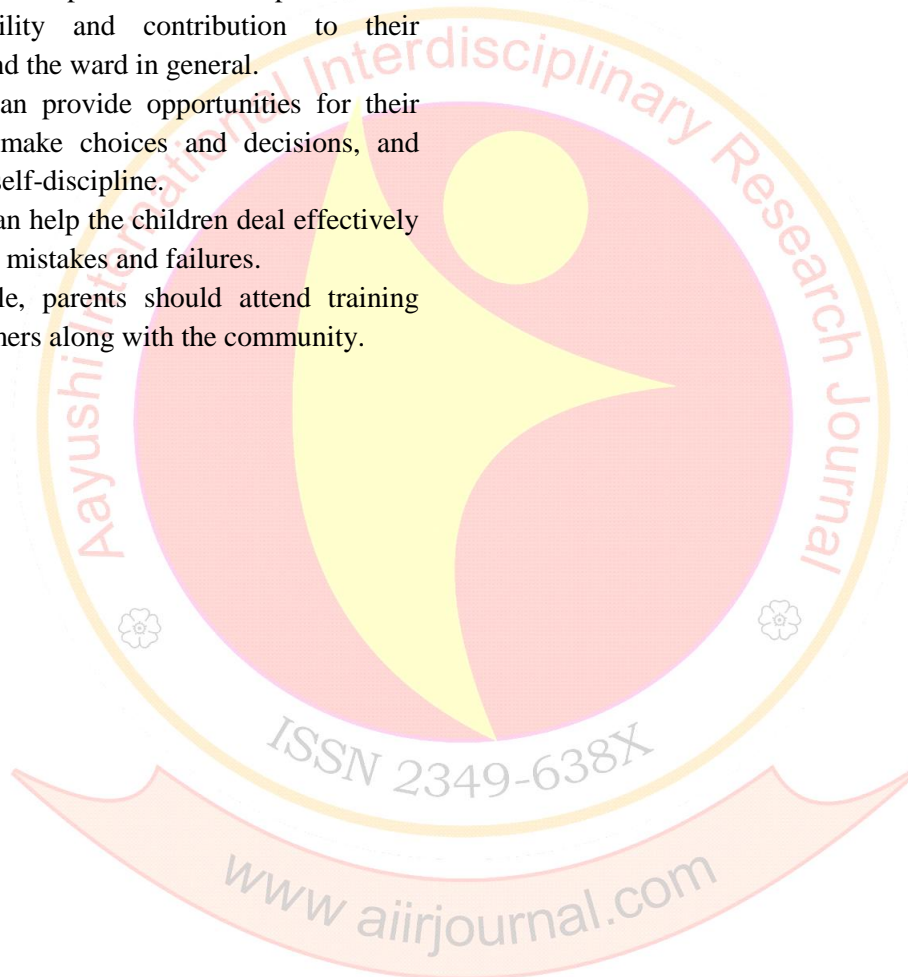 ility and contribution to their
nd the ward in general.
an provide opportunities for their
make choices and decisions, and
self-discipline.
an help the children deal effectively
mistakes and failures.
le, parents should attend training
ners along with the community.
Aayushi International Interdisciplinary Research Journal
ISSN 2349-638X
www aiirjournal.com